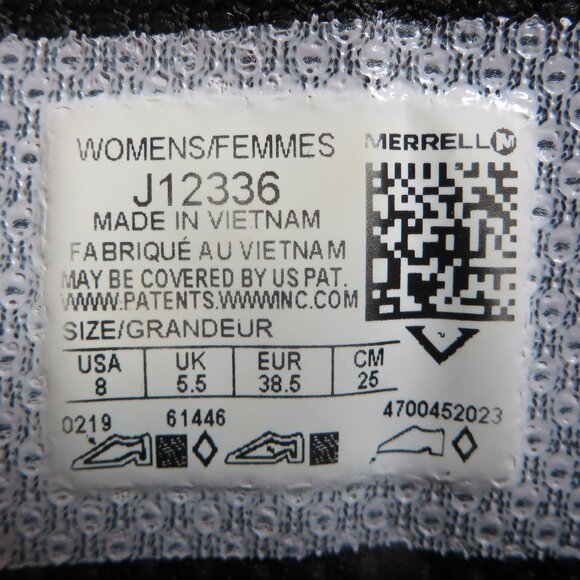 WOMENS/FEMMES
MERRELL
J12336
MADE IN VIETNAM
FABRIQUÉ AU VIETNAM
MAY BE COVERED BY US PAT.
WWW.PATENTS.WWWMNC.COM
SIZE/GRANDEUR
USA UK EUR CM
8 5.5 38.5 25
0219 61446 4700452023